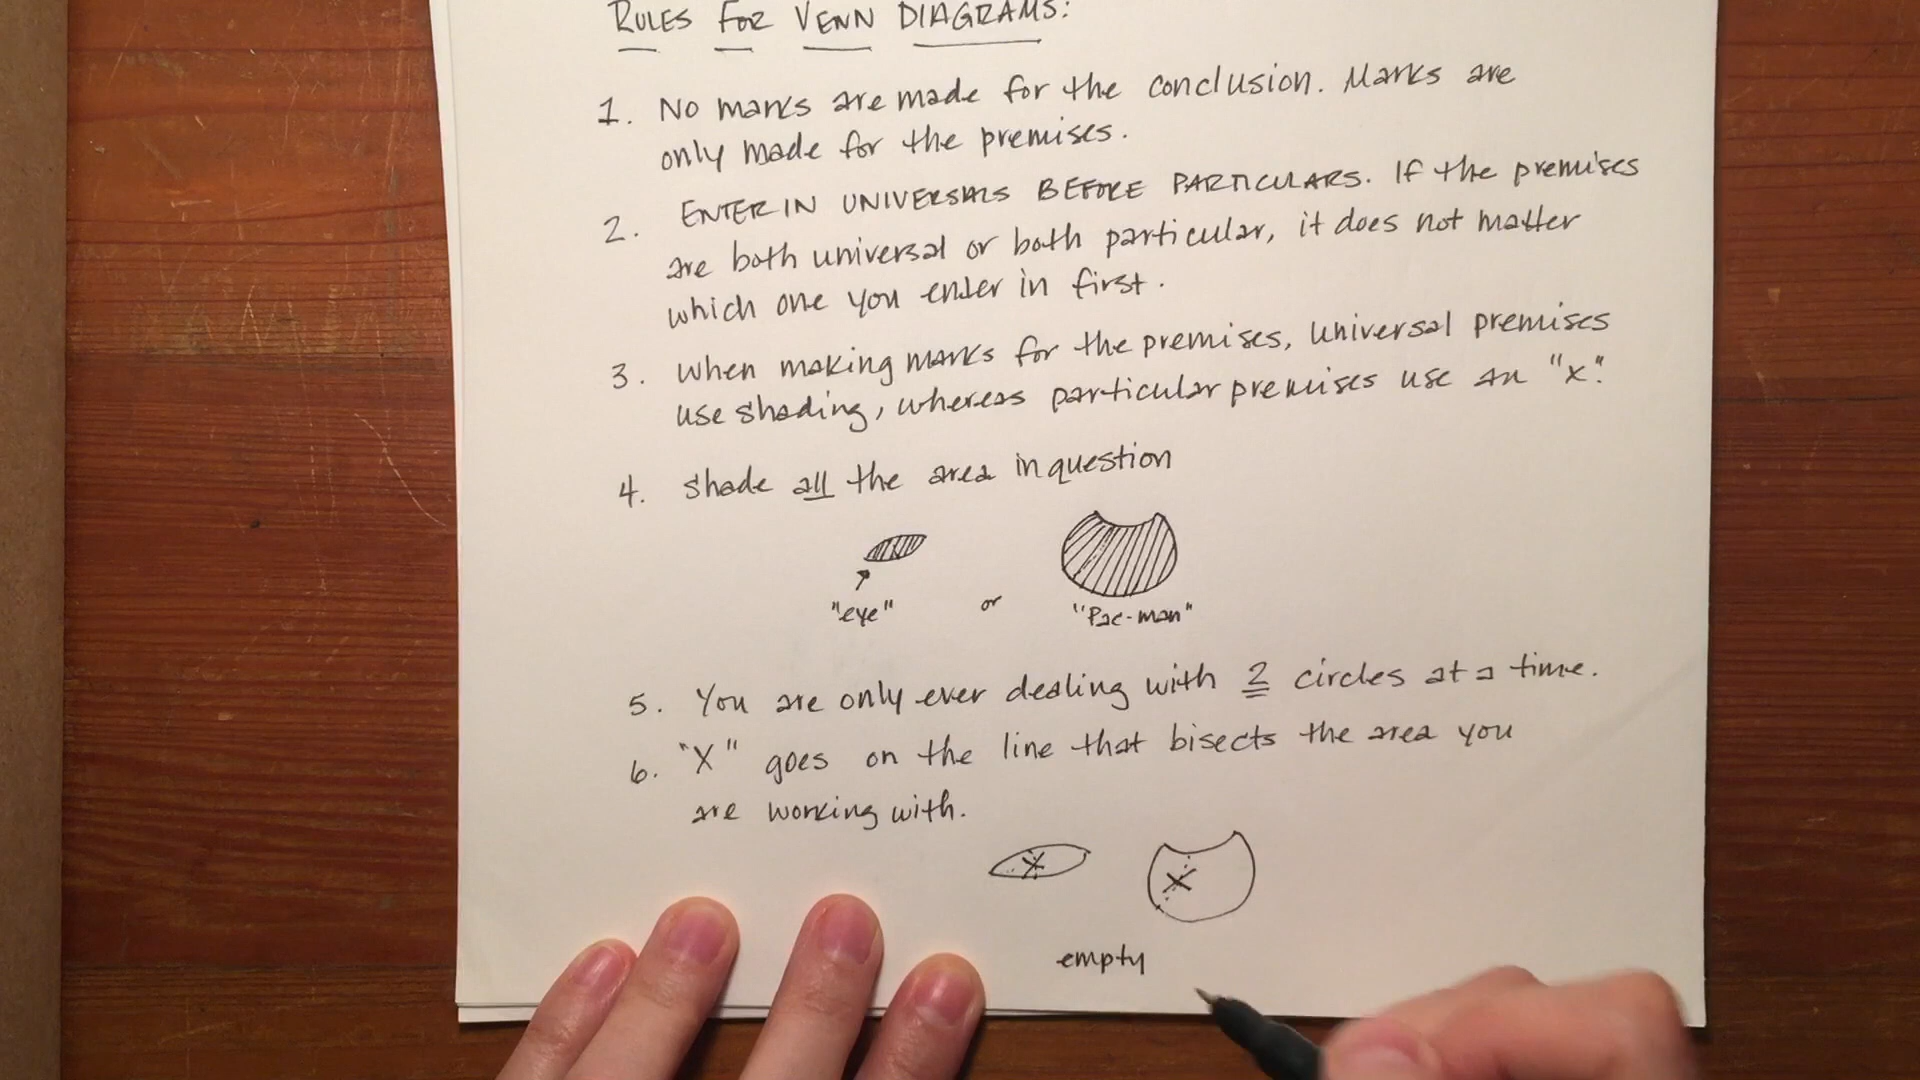 RULES FOR VENN DIAGRAMS:
1. No marks are made for the conclusion. Marks are
only made for the premises.
2. ENTER IN UNIVERSALS BEFORE PARTICULARS. If the premises
are both universal or both particular, it does not matter
which one you enter in first.
3. When making marks for the premises, universal premises
use shading, whereas particular premises use an "x".
4. Shade all the area in question
"eye" or "Pac-man"
5. You are only ever dealing with 2 circles at a time.
6. "X" goes on the line that bisects the area you
are working with.
X X
empty